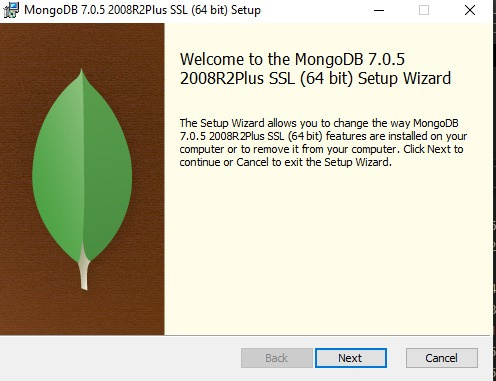 MongoDB 7.0.5 2008R2Plus SSL (64 bit) Setup
Welcome to the MongoDB 7.0.5
2008R2Plus SSL (64 bit) Setup Wizard
The Setup Wizard allows you to change the way MongoDB
7.0.5 2008R2Plus SSL (64 bit) features are installed on your
computer or to remove it from your computer. Click Next to
continue or Cancel to exit the Setup Wizard.
Back
Next
Cancel